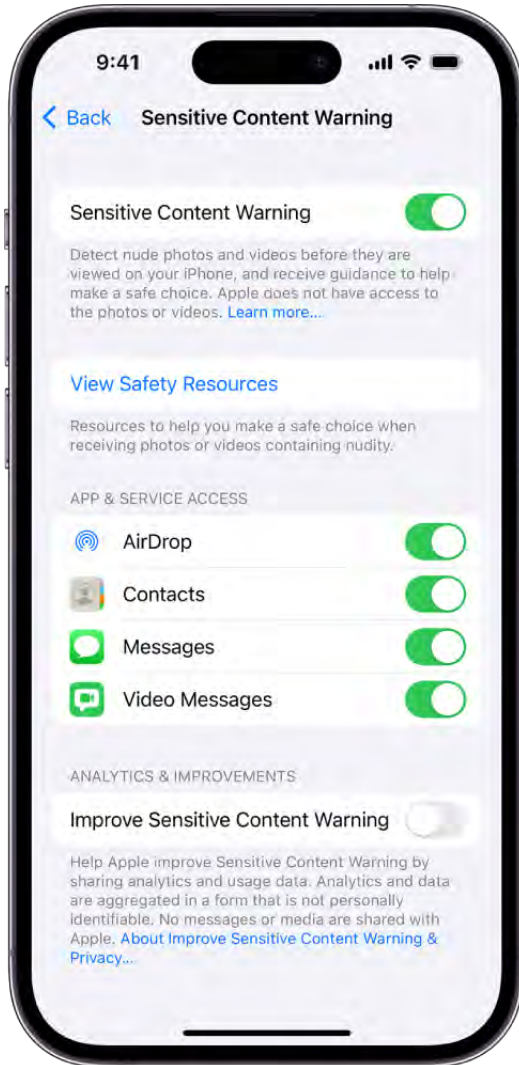 9:41
Back
Sensitive Content Warning
Sensitive Content Warning
Detect nude photos and videos before they are
viewed on your iPhone, and receive guidance to help
make a safe choice. Apple does not have access to
the photos or videos. Learn more...
View Safety Resources
Resources to help you make a safe choice when
receiving photos or videos containing nudity.
APP & SERVICE ACCESS
AirDrop
Contacts
Messages
Video Messages
ANALYTICS & IMPROVEMENTS
Improve Sensitive Content Warning
Help Apple improve Sensitive Content Warning by
sharing analytics and usage data. Analytics and data
are aggregated in a form that is not personally
identifiable. No messages or media are shared with
Apple. About Improve Sensitive Content Warning &
Privacy...